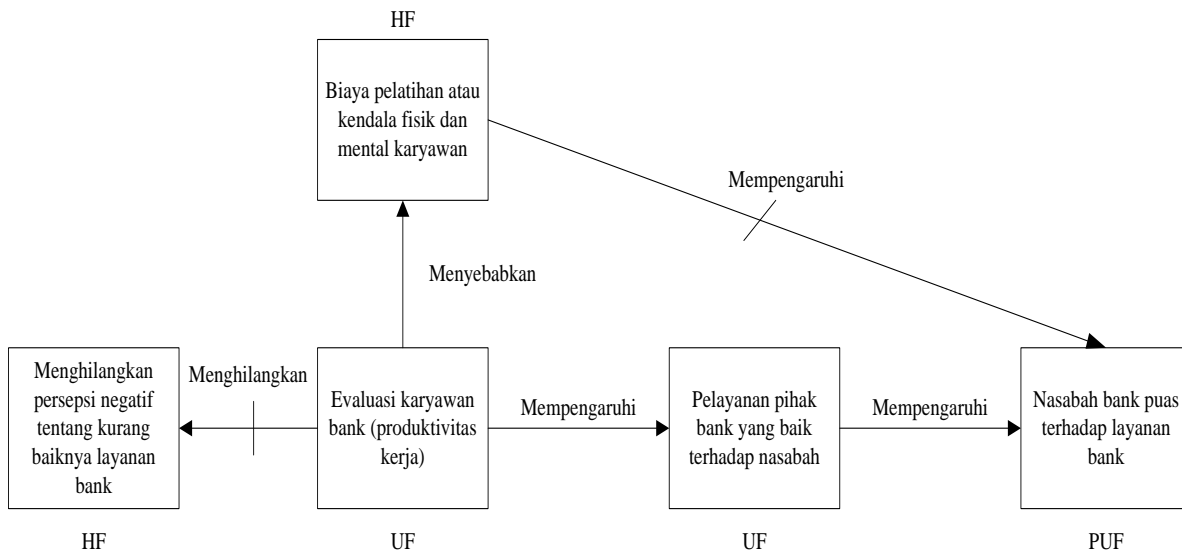 HF
Biaya pelatihan atau
kendala fisik dan
mental karyawan
Mempengaruhi
Menyebabkan
Menghilangkan
persepsi negatif
tentang kurang
baiknya layanan
bank
Menghilangkan
Evaluasi karyawan
bank (produktivitas
kerja)
Mempengaruhi
Pelayanan pihak
bank yang baik
terhadap nasabah
Mempengaruhi
Nasabah bank puas
terhadap layanan
bank
HF
UF
UF
PUF